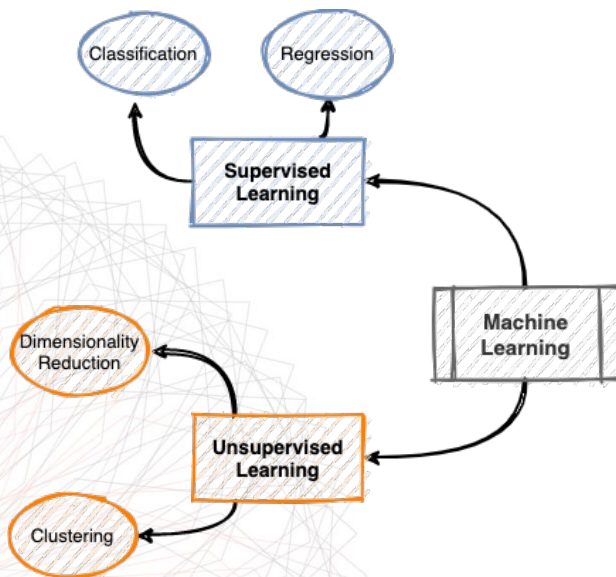 Classification
Regression
Supervised
Learning
Machine
Learning
Dimensionality
Reduction
Unsupervised
Learning
Clustering